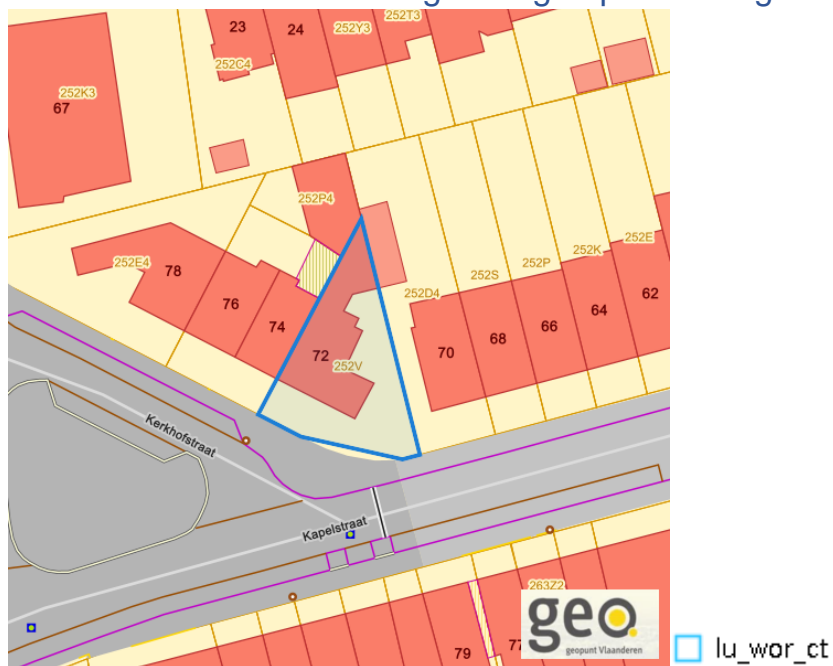 23
24
252Y3
252T3
252C4
252K3
67
252P4
252E4
78
76
74
72
252V
252D4
252S
252P
252K
252E
70
68
66
64
62
Kerkhofstraat
Kapelstraat
263Z2
79
geo.
geopunt Vlaanderen
lu_wor_ct